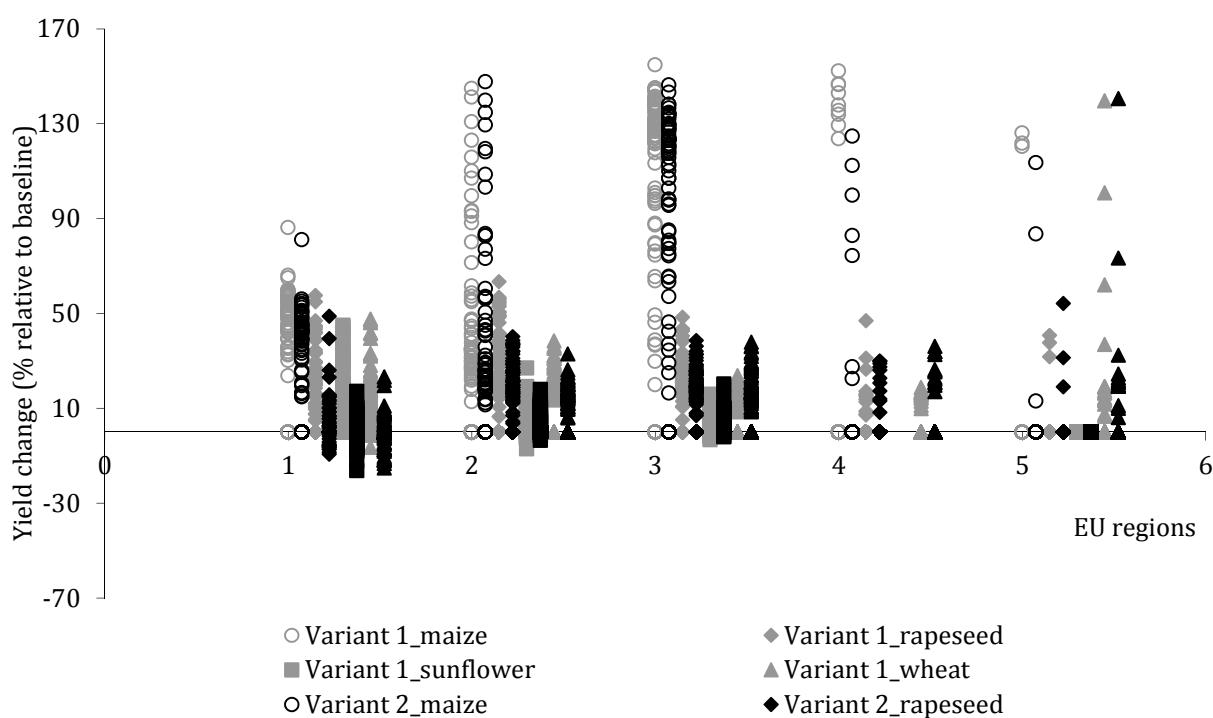 170
130
90
50
10
-30
-70
Yield change (% relative to baseline)
0 1 2 3 4 5 6
EU regions
Variant 1_maize Variant 1_rapeseed
Variant 1_sunflower Variant 1_wheat
Variant 2_maize Variant 2_rapeseed